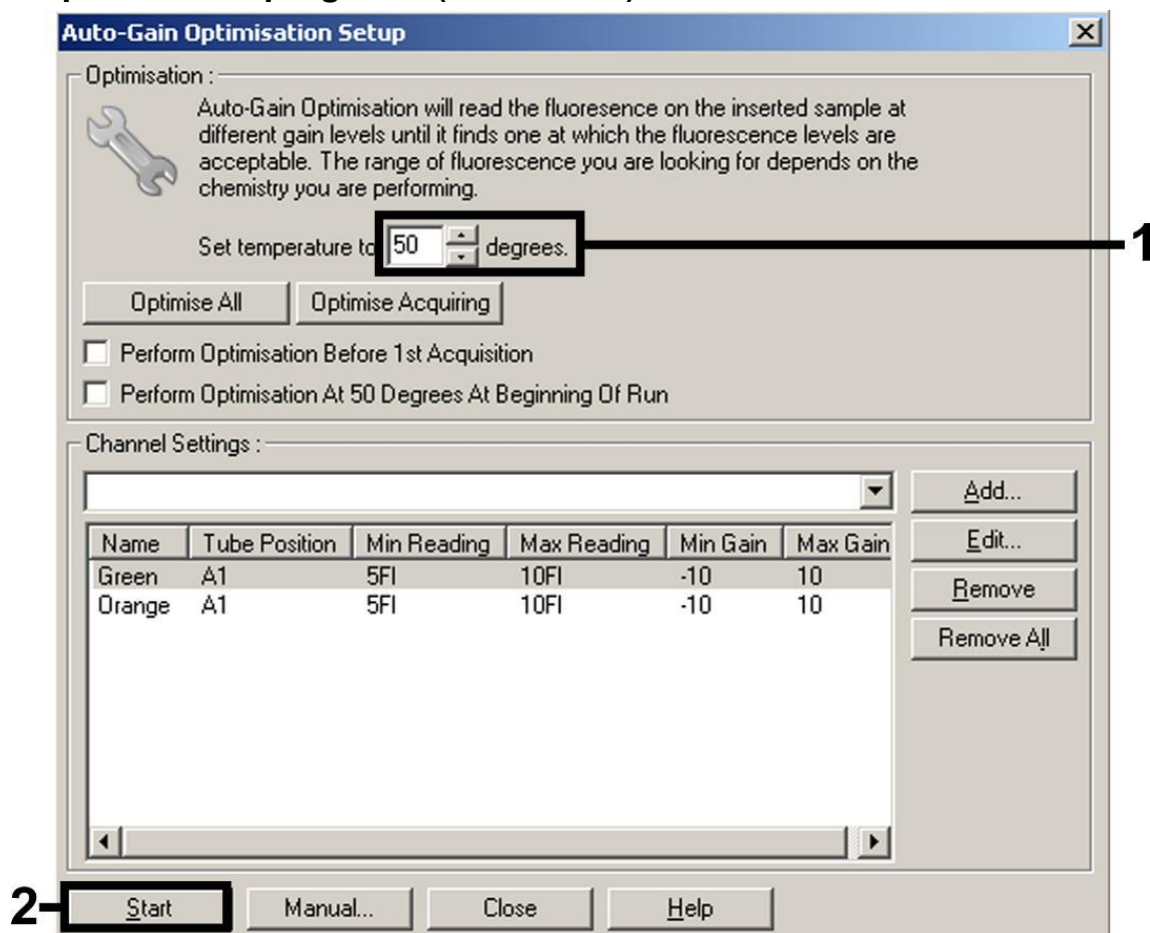 Auto-Gain Optimisation Setup
Optimisation :
Auto-Gain Optimisation will read the fluoresence on the inserted sample at
different gain levels until it finds one at which the fluorescence levels are
acceptable. The range of fluorescence you are looking for depends on the
chemistry you are performing.
Set temperature to 50 degrees.
1
Optimise All Optimise Acquiring
Perform Optimisation Before 1st Acquisition
Perform Optimisation At 50 Degrees At Beginning Of Run
Channel Settings :
Add...
Name Tube Position Min Reading Max Reading Min Gain Max Gain Edit...
Green A1 5Fl 10Fl -10 10
Remove
Orange A1 5Fl 10Fl -10 10
Remove All
2 Start Manual... Close Help